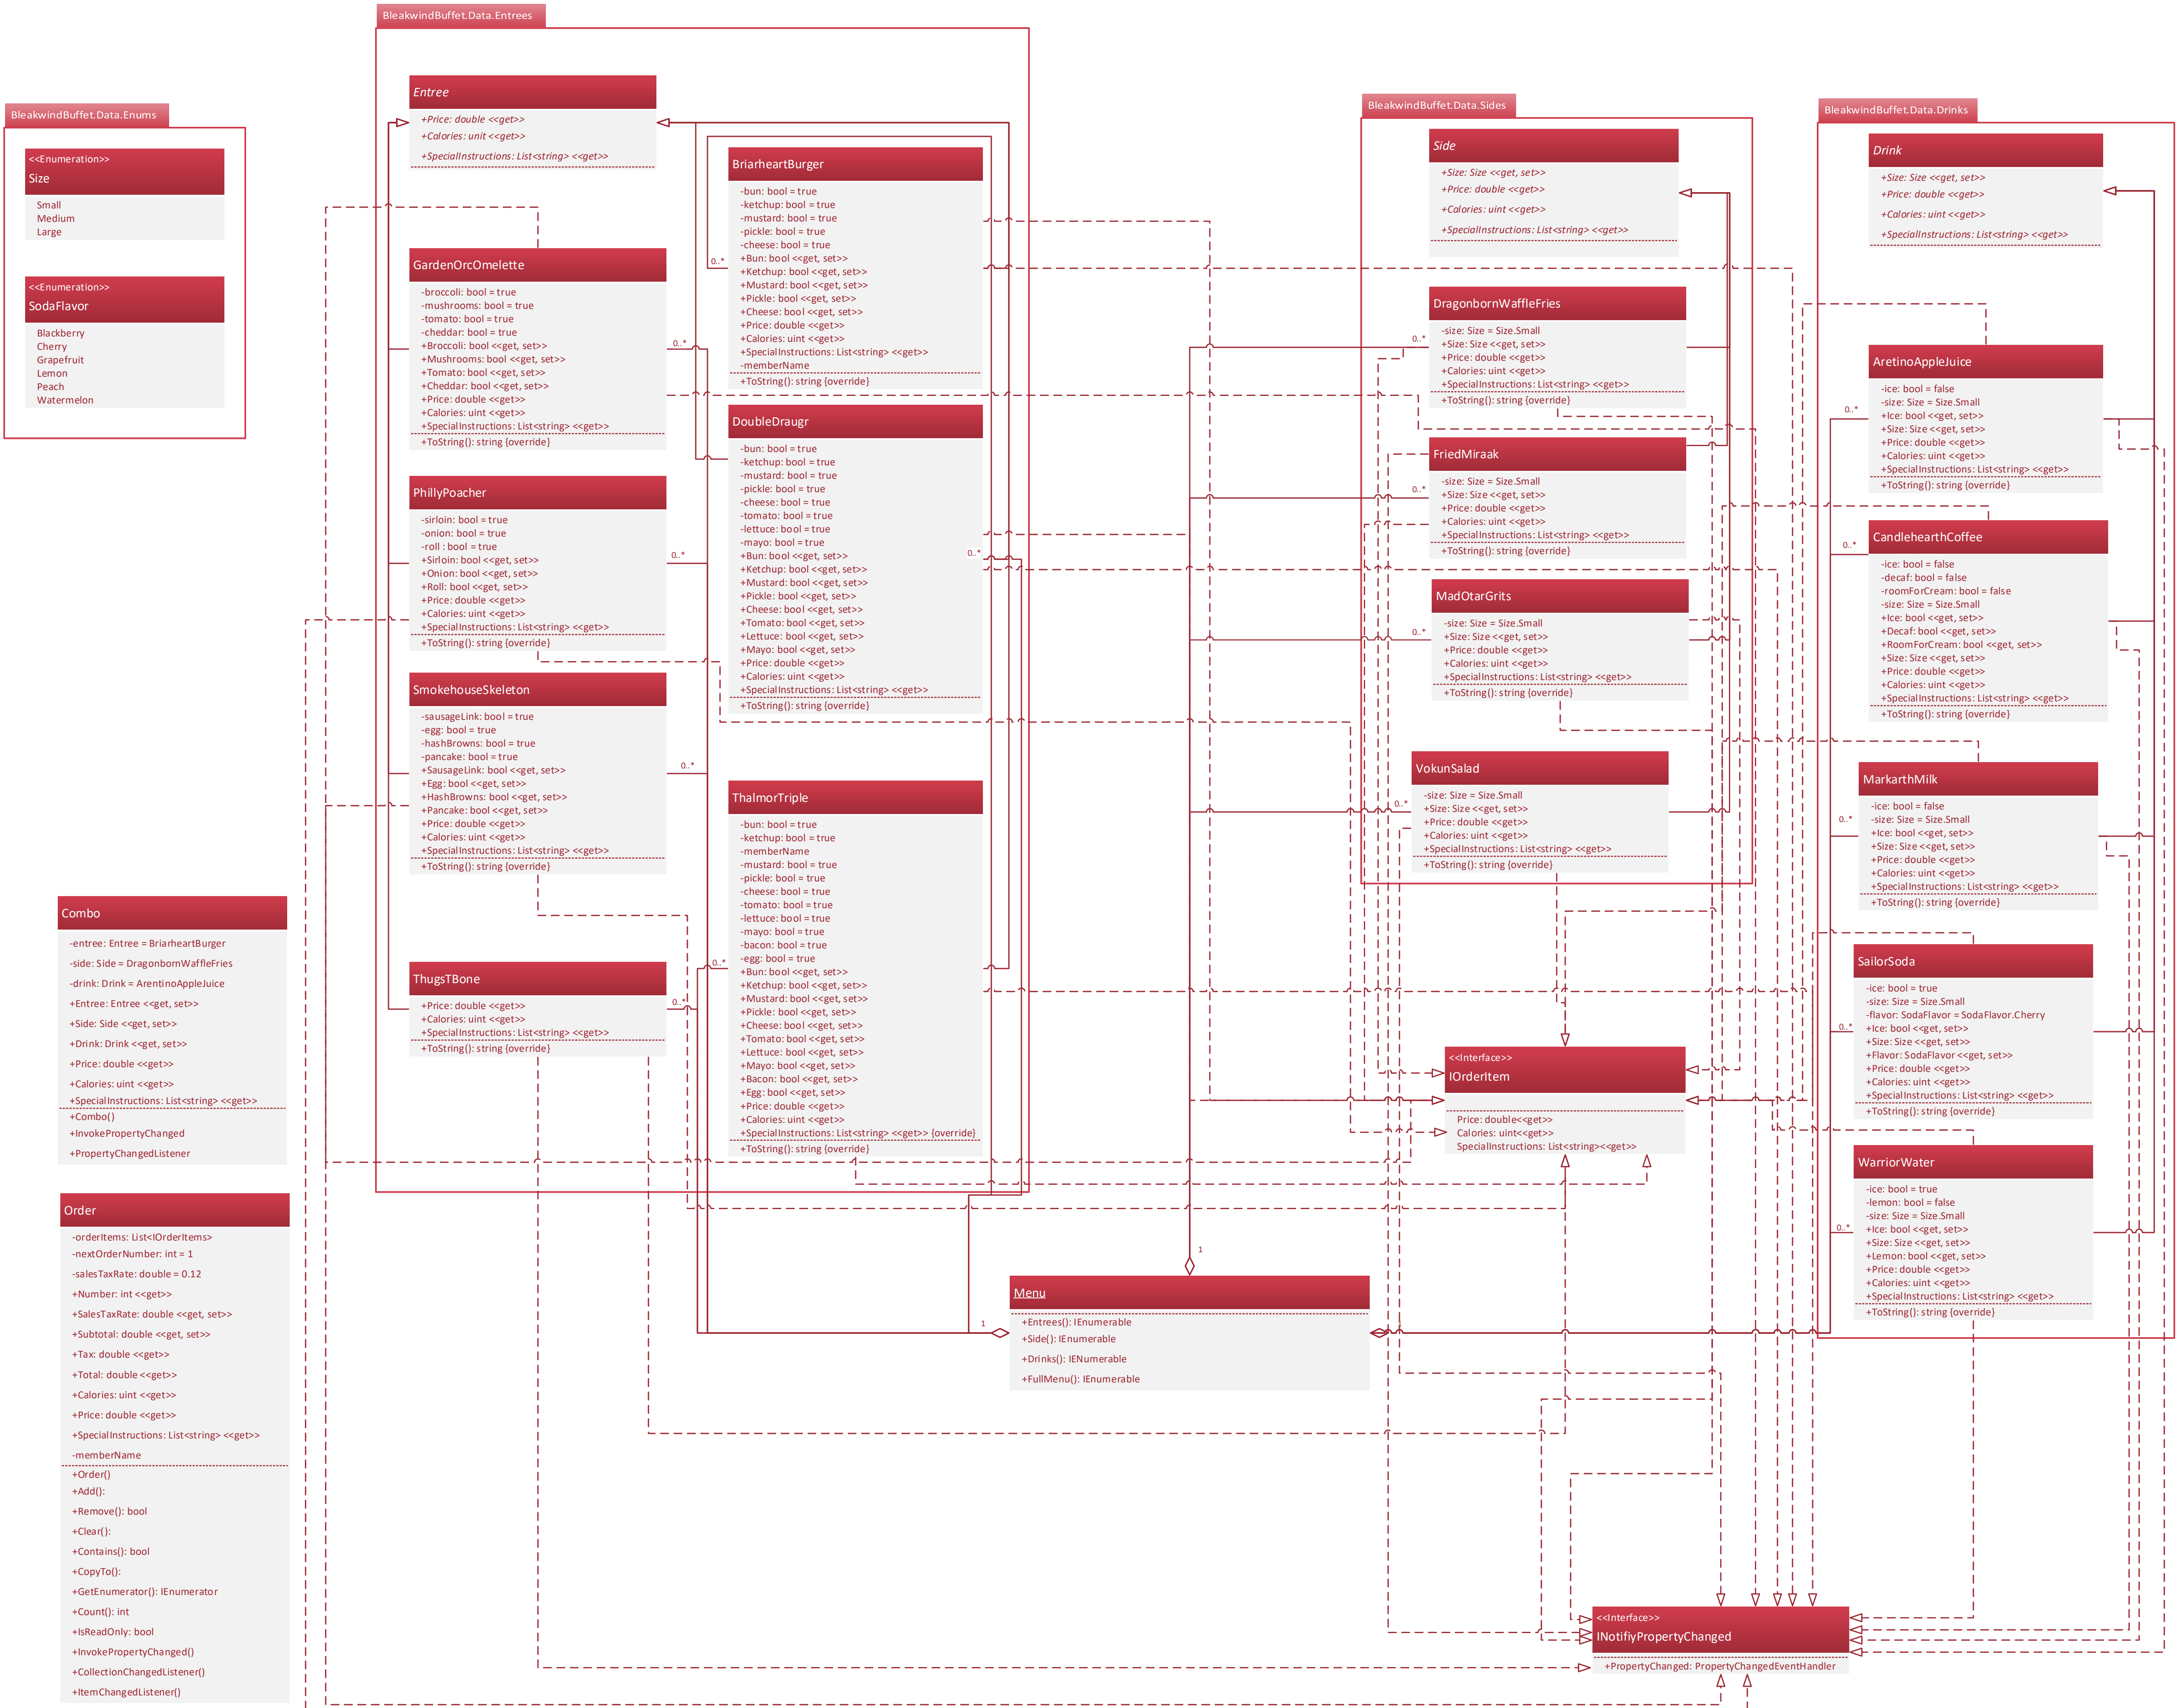 BleakwindBuffet.Data.Enums
<<Enumeration>>
Size
Small
Medium
Large
<<Enumeration>>
SodaFlavor
Blackberry
Cherry
Grapefruit
Lemon
Peach
Watermelon
Combo
-entree: Entree = BriarheartBurger
-side: Side = DragonbornWaffleFries
-drink: Drink = ArentinoAppleJuice
+Entree: Entree <<get, set>>
+Side: Side <<get, set>>
+Drink: Drink <<get, set>>
+Price: double <<get>>
+Calories: uint <<get>>
+SpecialInstructions: List<string> <<get>>
+Combo()
+InvokePropertyChanged
+PropertyChangedListener
Order
-orderItems: List<IOrderItems>
-nextOrderNumber: int = 1
-salesTaxRate: double = 0.12
+Number: int <<get>>
+SalesTaxRate: double <<get, set>>
+Subtotal: double <<get, set>>
+Tax: double <<get>>
+Total: double <<get>>
+Calories: uint <<get>>
+Price: double <<get>>
+SpecialInstructions: List<string> <<get>>
-memberName
+Order()
+Add():
+Remove(): bool
+Clear():
+Contains(): bool
+CopyTo():
+GetEnumerator(): IEnumerator
+Count(): int
+IsReadOnly: bool
+InvokePropertyChanged()
+CollectionChangedListener()
+ItemChangedListener()
BleakwindBuffet.Data.Entrees
Entree
+Price: double <<get>>
+Calories: unit <<get>>
+SpecialInstructions: List<string> <<get>>
GardenOrcOmelette
-broccoli: bool = true
-mushrooms: bool = true
-tomato: bool = true
-cheddar: bool = true
+Broccoli: bool <<get, set>>
+Mushrooms: bool <<get, set>>
+Tomato: bool <<get, set>>
+Cheddar: bool <<get, set>>
+Price: double <<get>>
+Calories: uint <<get>>
+SpecialInstructions: List<string> <<get>>
+ToString(): string {override}
0..*
PhillyPoacher
-sirloin: bool = true
-onion: bool = true
-roll : bool = true
+Sirloin: bool <<get, set>>
+Onion: bool <<get, set>>
+Roll: bool <<get, set>>
+Price: double <<get>>
+Calories: uint <<get>>
+SpecialInstructions: List<string> <<get>>
+ToString(): string {override}
0..*
SmokehouseSkeleton
-sausageLink: bool = true
-egg: bool = true
-hashBrowns: bool = true
-pancake: bool = true
+SausageLink: bool <<get, set>>
+Egg: bool <<get, set>>
+HashBrowns: bool <<get, set>>
+Pancake: bool <<get, set>>
+Price: double <<get>>
+Calories: uint <<get>>
+SpecialInstructions: List<string> <<get>>
+ToString(): string {override}
0..*
ThugsTBone
+Price: double <<get>>
+Calories: uint <<get>>
+SpecialInstructions: List<string> <<get>>
+ToString(): string {override}
0..*
BriarheartBurger
-bun: bool = true
-ketchup: bool = true
-mustard: bool = true
-pickle: bool = true
-cheese: bool = true
+Bun: bool <<get, set>>
+Ketchup: bool <<get, set>>
+Mustard: bool <<get, set>>
+Pickle: bool <<get, set>>
+Cheese: bool <<get, set>>
+Price: double <<get>>
+Calories: uint <<get>>
+SpecialInstructions: List<string> <<get>>
-memberName
+ToString(): string {override}
0..*
DoubleDraugr
-bun: bool = true
-ketchup: bool = true
-mustard: bool = true
-pickle: bool = true
-cheese: bool = true
-tomato: bool = true
-lettuce: bool = true
-mayo: bool = true
+Bun: bool <<get, set>>
+Ketchup: bool <<get, set>>
+Mustard: bool <<get, set>>
+Pickle: bool <<get, set>>
+Cheese: bool <<get, set>>
+Tomato: bool <<get, set>>
+Lettuce: bool <<get, set>>
+Mayo: bool <<get, set>>
+Price: double <<get>>
+Calories: uint <<get>>
+SpecialInstructions: List<string> <<get>>
+ToString(): string {override}
0..*
ThalmorTriple
-bun: bool = true
-ketchup: bool = true
-memberName
-mustard: bool = true
-pickle: bool = true
-cheese: bool = true
-tomato: bool = true
-lettuce: bool = true
-mayo: bool = true
-bacon: bool = true
-egg: bool = true
+Bun: bool <<get, set>>
+Ketchup: bool <<get, set>>
+Mustard: bool <<get, set>>
+Pickle: bool <<get, set>>
+Cheese: bool <<get, set>>
+Tomato: bool <<get, set>>
+Lettuce: bool <<get, set>>
+Mayo: bool <<get, set>>
+Bacon: bool <<get, set>>
+Egg: bool <<get, set>>
+Price: double <<get>>
+Calories: uint <<get>>
+SpecialInstructions: List<string> <<get>> {override}
+ToString(): string {override}
0..*
1
1
Menu
+Entrees(): IEnumerable
+Side(): IEnumerable
+Drinks(): IENumerable
+FullMenu(): IEnumerable
BleakwindBuffet.Data.Sides
Side
+Size: Size <<get, set>>
+Price: double <<get>>
+Calories: uint <<get>>
+SpecialInstructions: List<string> <<get>>
DragonbornWaffleFries
-size: Size = Size.Small
+Size: Size <<get, set>>
+Price: double <<get>>
+Calories: uint <<get>>
+SpecialInstructions: List<string> <<get>>
+ToString(): string {override}
0..*
FriedMiraak
-size: Size = Size.Small
+Size: Size <<get, set>>
+Price: double <<get>>
+Calories: uint <<get>>
+SpecialInstructions: List<string> <<get>>
+ToString(): string {override}
0..*
MadOtarGrits
-size: Size = Size.Small
+Size: Size <<get, set>>
+Price: double <<get>>
+Calories: uint <<get>>
+SpecialInstructions: List<string> <<get>>
+ToString(): string {override}
0..*
VokunSalad
-size: Size = Size.Small
+Size: Size <<get, set>>
+Price: double <<get>>
+Calories: uint <<get>>
+SpecialInstructions: List<string> <<get>>
+ToString(): string {override}
0..*
<<Interface>>
IOrderItem
Price: double<<get>>
Calories: uint<<get>>
SpecialInstructions: List<string><<get>>
BleakwindBuffet.Data.Drinks
Drink
+Size: Size <<get, set>>
+Price: double <<get>>
+Calories: uint <<get>>
+SpecialInstructions: List<string> <<get>>
AretinoAppleJuice
-ice: bool = false
-size: Size = Size.Small
+Ice: bool <<get, set>>
+Size: Size <<get, set>>
+Price: double <<get>>
+Calories: uint <<get>>
+SpecialInstructions: List<string> <<get>>
+ToString(): string {override}
0..*
CandlehearthCoffee
-ice: bool = false
-decaf: bool = false
-roomForCream: bool = false
-size: Size = Size.Small
+Ice: bool <<get, set>>
+Decaf: bool <<get, set>>
+RoomForCream: bool <<get, set>>
+Size: Size <<get, set>>
+Price: double <<get>>
+Calories: uint <<get>>
+SpecialInstructions: List<string> <<get>>
+ToString(): string {override}
0..*
MarkarthMilk
-ice: bool = false
-size: Size = Size.Small
+Ice: bool <<get, set>>
+Size: Size <<get, set>>
+Price: double <<get>>
+Calories: uint <<get>>
+SpecialInstructions: List<string> <<get>>
+ToString(): string {override}
0..*
SailorSoda
-ice: bool = true
-size: Size = Size.Small
-flavor: SodaFlavor = SodaFlavor.Cherry
+Ice: bool <<get, set>>
+Size: Size <<get, set>>
+Flavor: SodaFlavor <<get, set>>
+Price: double <<get>>
+Calories: uint <<get>>
+SpecialInstructions: List<string> <<get>>
+ToString(): string {override}
0..*
WarriorWater
-ice: bool = true
-lemon: bool = false
-size: Size = Size.Small
+Ice: bool <<get, set>>
+Size: Size <<get, set>>
+Lemon: bool <<get, set>>
+Price: double <<get>>
+Calories: uint <<get>>
+SpecialInstructions: List<string> <<get>>
+ToString(): string {override}
0..*
<<Interface>>
INotifiyPropertyChanged
+PropertyChanged: PropertyChangedEventHandler